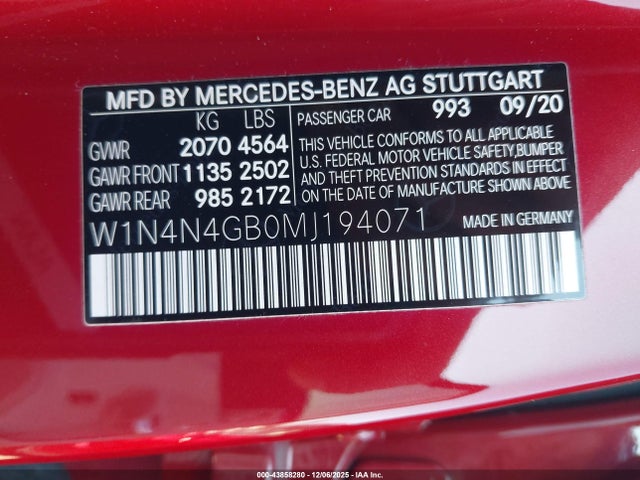 MFD BY MERCEDES-BENZ AG STUTTGART
KG LBS
GVWR 2070 4564
GAWR FRONT 1135 2502
GAWR REAR 985 2172
PASSENGER CAR 993 09/20
THIS VEHICLE CONFORMS TO ALL APPLICABLE
U.S. FEDERAL MOTOR VEHICLE SAFETY, BUMPER
AND THEFT PREVENTION STANDARDS IN EFFECT
ON THE DATE OF MANUFACTURE SHOWN ABOVE.
W1N4N4GB0MJ194071
MADE IN GERMANY
000-43858280 - 12/06/2025 - IAA Inc.